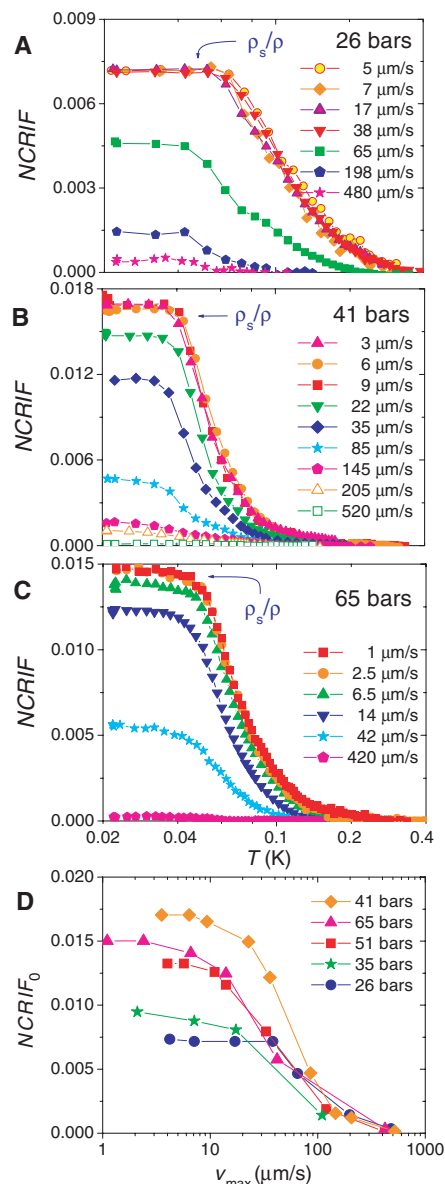 A
26 bars
ρs/ρ
5 μm/s
7 μm/s
17 μm/s
38 μm/s
65 μm/s
198 μm/s
480 μm/s
NCRIF
0.009
0.006
0.003
0.000
B
41 bars
ρs/ρ
3 μm/s
6 μm/s
9 μm/s
22 μm/s
35 μm/s
85 μm/s
145 μm/s
205 μm/s
520 μm/s
NCRIF
0.018
0.012
0.006
0.000
C
65 bars
ρs/ρ
1 μm/s
2.5 μm/s
6.5 μm/s
14 μm/s
42 μm/s
420 μm/s
NCRIF
0.015
0.010
0.005
0.000
0.02 0.04 0.1 0.2 0.4
T (K)
D
41 bars
65 bars
51 bars
35 bars
26 bars
NCRIF0
0.020
0.015
0.010
0.005
0.000
1 10 100 1000
vmax (μm/s)